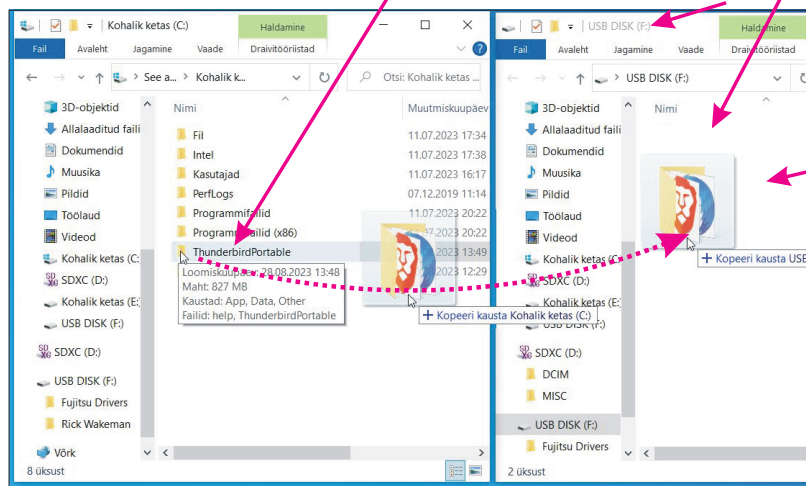 Kohalik ketas (C:)
Haldamine
Fail Avaleht Jagamine Vaade Draivitööriistad
See a... Kohalik k...
Otsi: Kohalik ketas ...
3D-objektid
Allalaaditud faili
Dokumendid
Muusika
Pildid
Töölaud
Videod
Kohalik ketas (C:
SDXC (D:)
Kohalik ketas (E:
USB DISK (F:)
SDXC (D:)
USB DISK (F:)
Fujitsu Drivers
Rick Wakeman
Võrk
8 üksust
Nimi Muutmiskuupäev
Fil 11.07.2023 17:34
Intel 11.07.2023 17:38
Kasutajad 11.07.2023 16:17
PerfLogs 07.12.2019 11:14
Programmifailid 11.07.2023 20:22
Programmifailid (x86) 20:22
ThunderbirdPortable 2023 13:49
2023 12:29
Loomiskuupäev: 28.08.2023 13:48
Maht: 827 MB
Kaustad: App, Data, Other
Failid: help, ThunderbirdPortable
+ Kopeeri kausta Kohalik ketas (C:)
USB DISK (F:)
Haldamine
Fail Avaleht Jagamine Vaade Draivitööriistad
USB DISK (F:)
3D-objektid
Allalaaditud faili
Dokumendid
Muusika
Pildid
Töölaud
Videod
Kohalik ketas (C:
SDXC (D:)
Kohalik ketas (E:
USB DISK (F:)
SDXC (D:)
DCIM
MISC
USB DISK (F:)
Fujitsu Drivers
2 üksust
Nimi
+ Kopeeri kausta USB